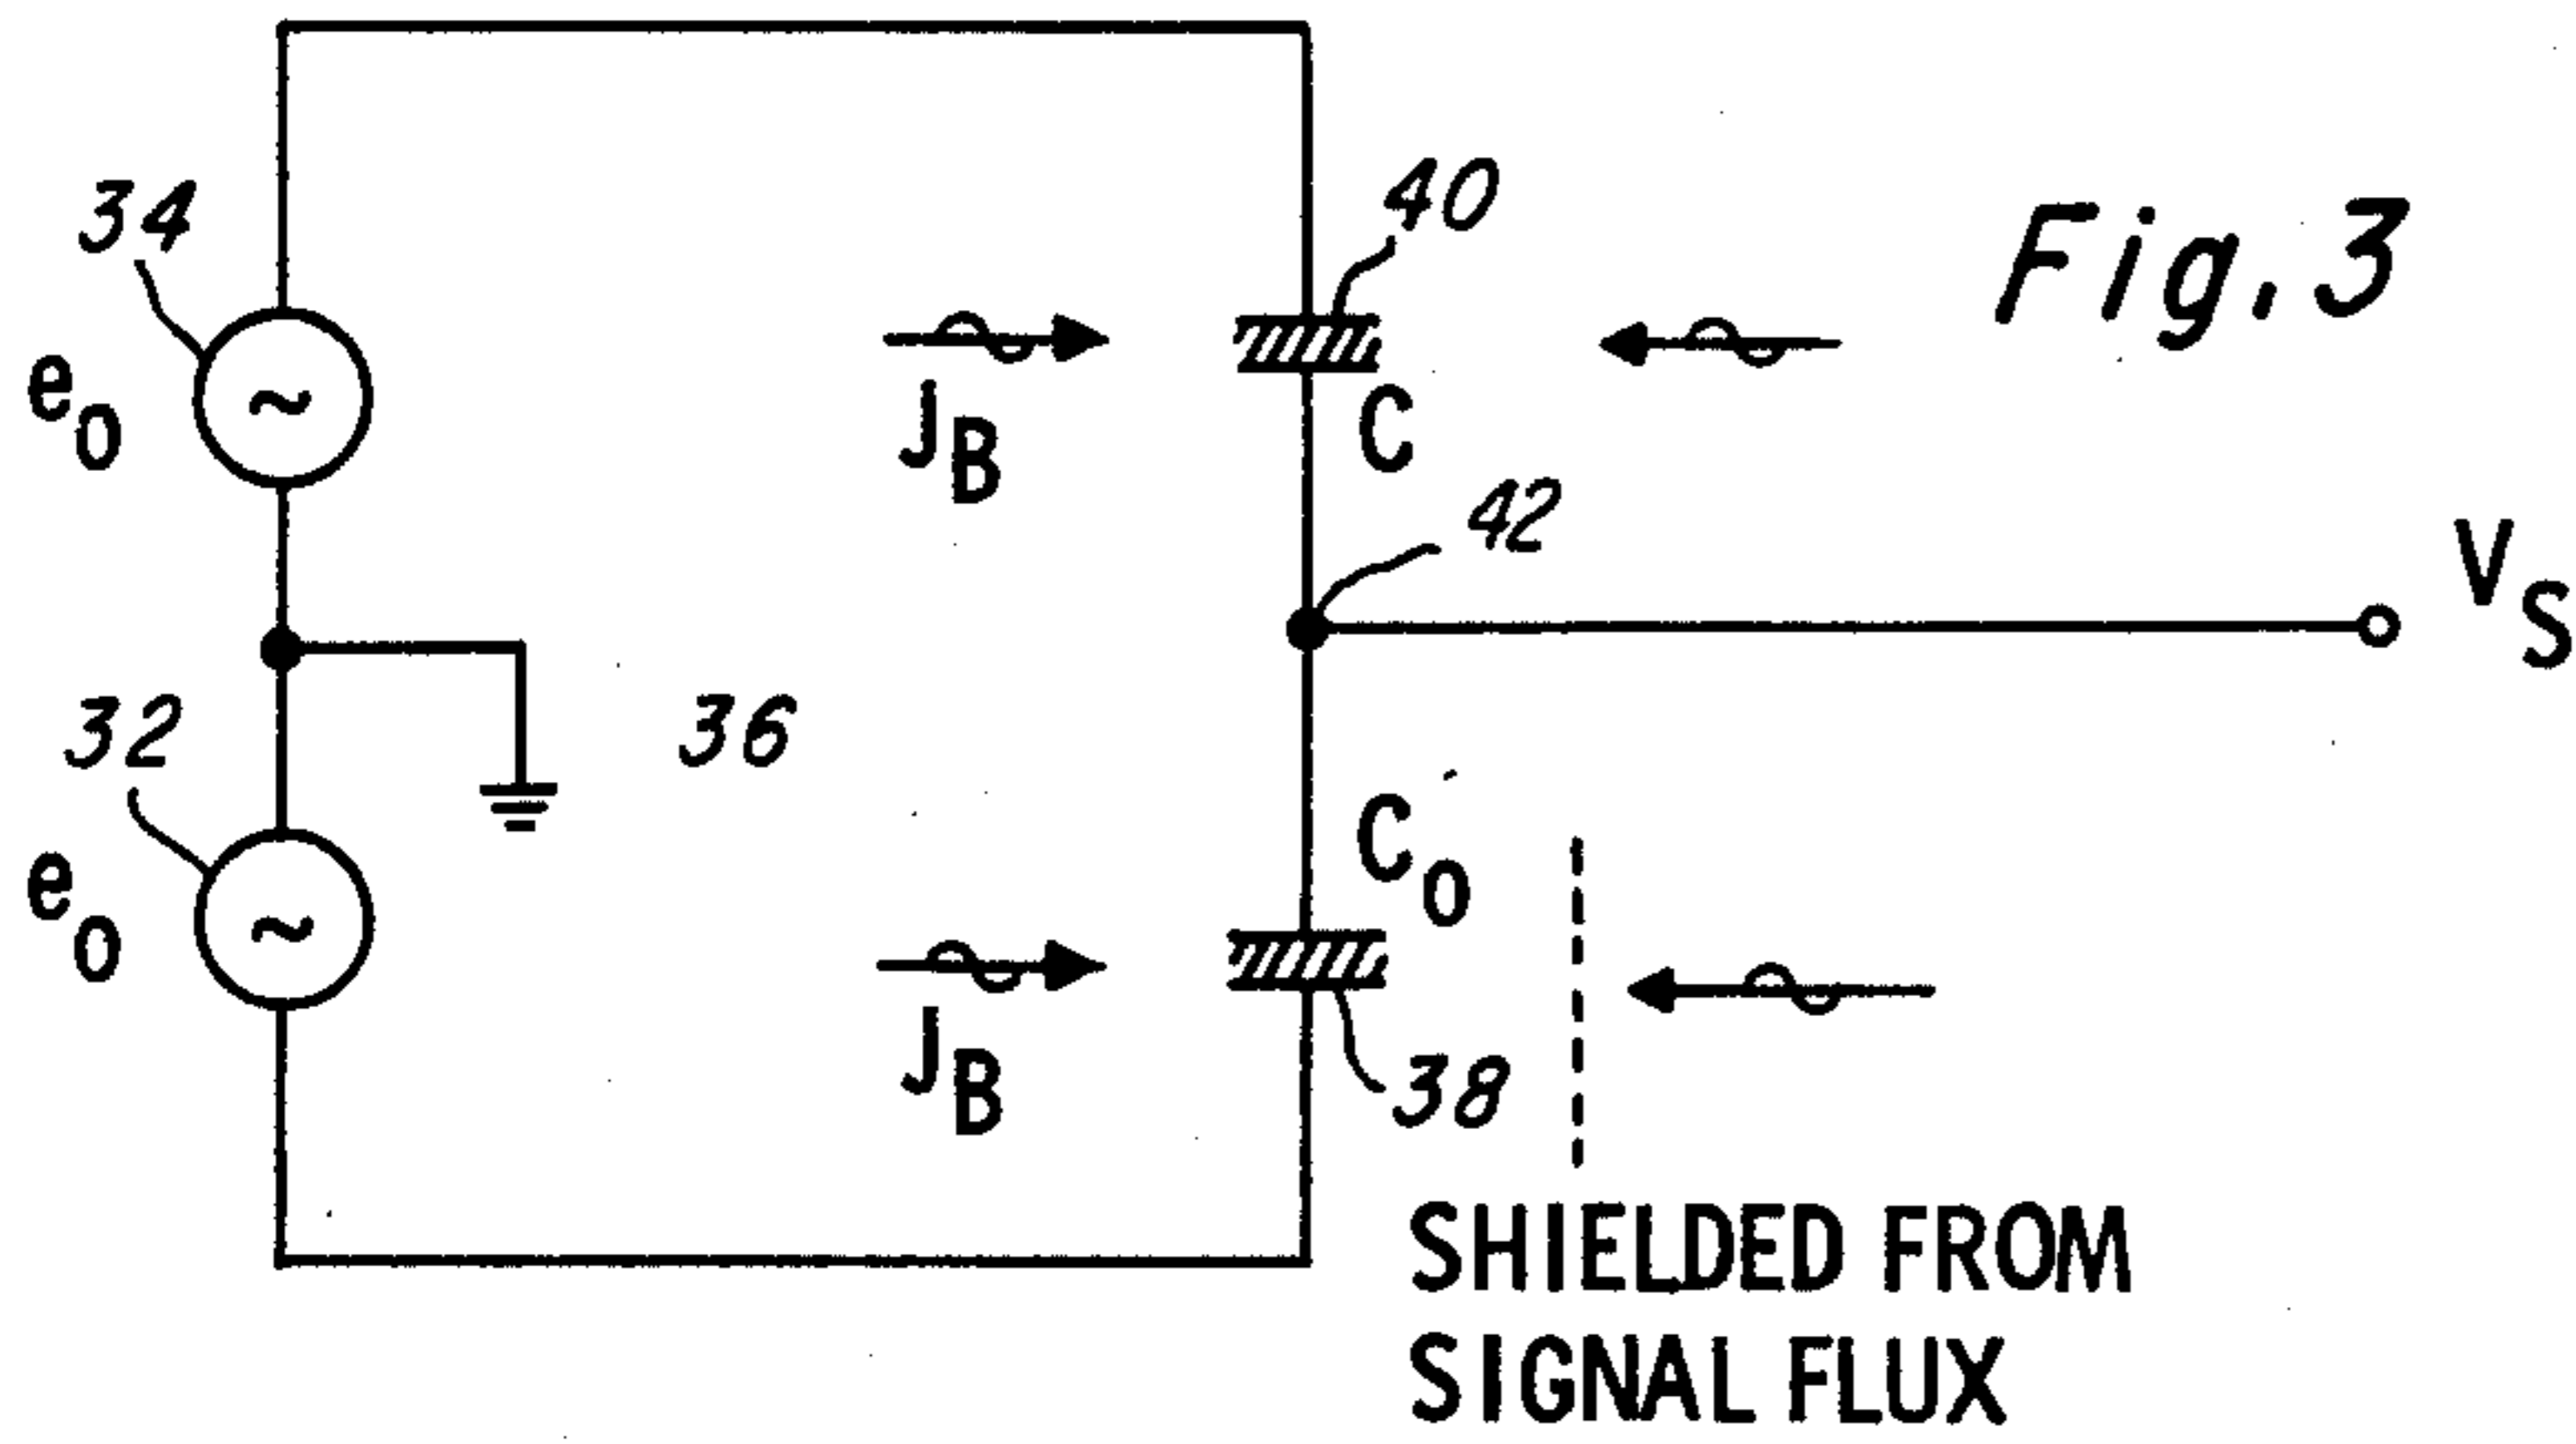 Fig. 3
34
40
e0
JB
C
42
VS
32
36
e0
C0
JB
38
SHIELDED FROM
SIGNAL FLUX